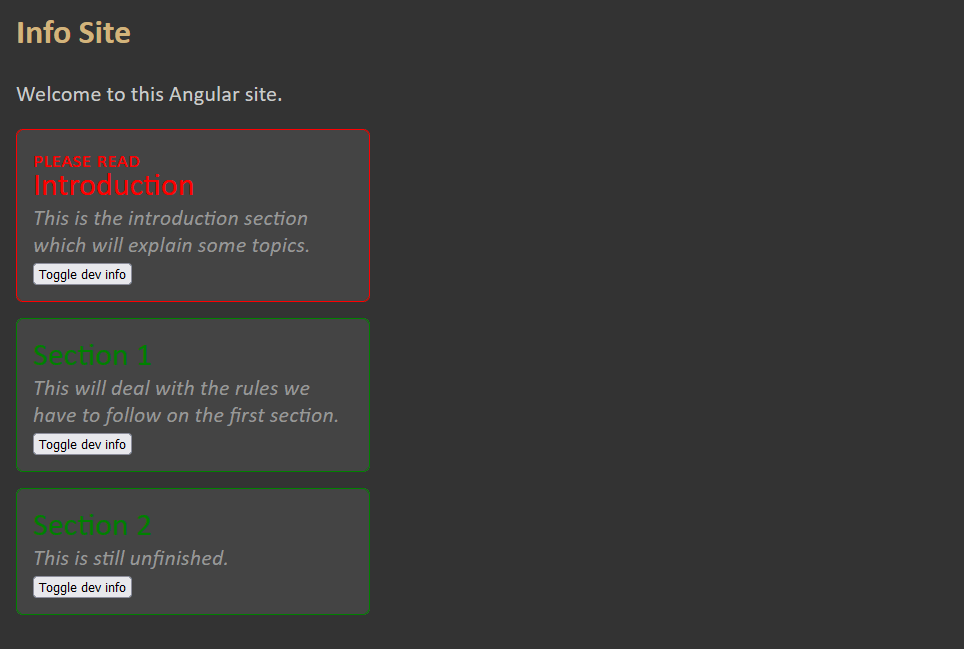 Info Site
Welcome to this Angular site.
PLEASE READ
Introduction
This is the introduction section
which will explain some topics.
Toggle dev info
Section 1
This will deal with the rules we
have to follow on the first section.
Toggle dev info
Section 2
This is still unfinished.
Toggle dev info